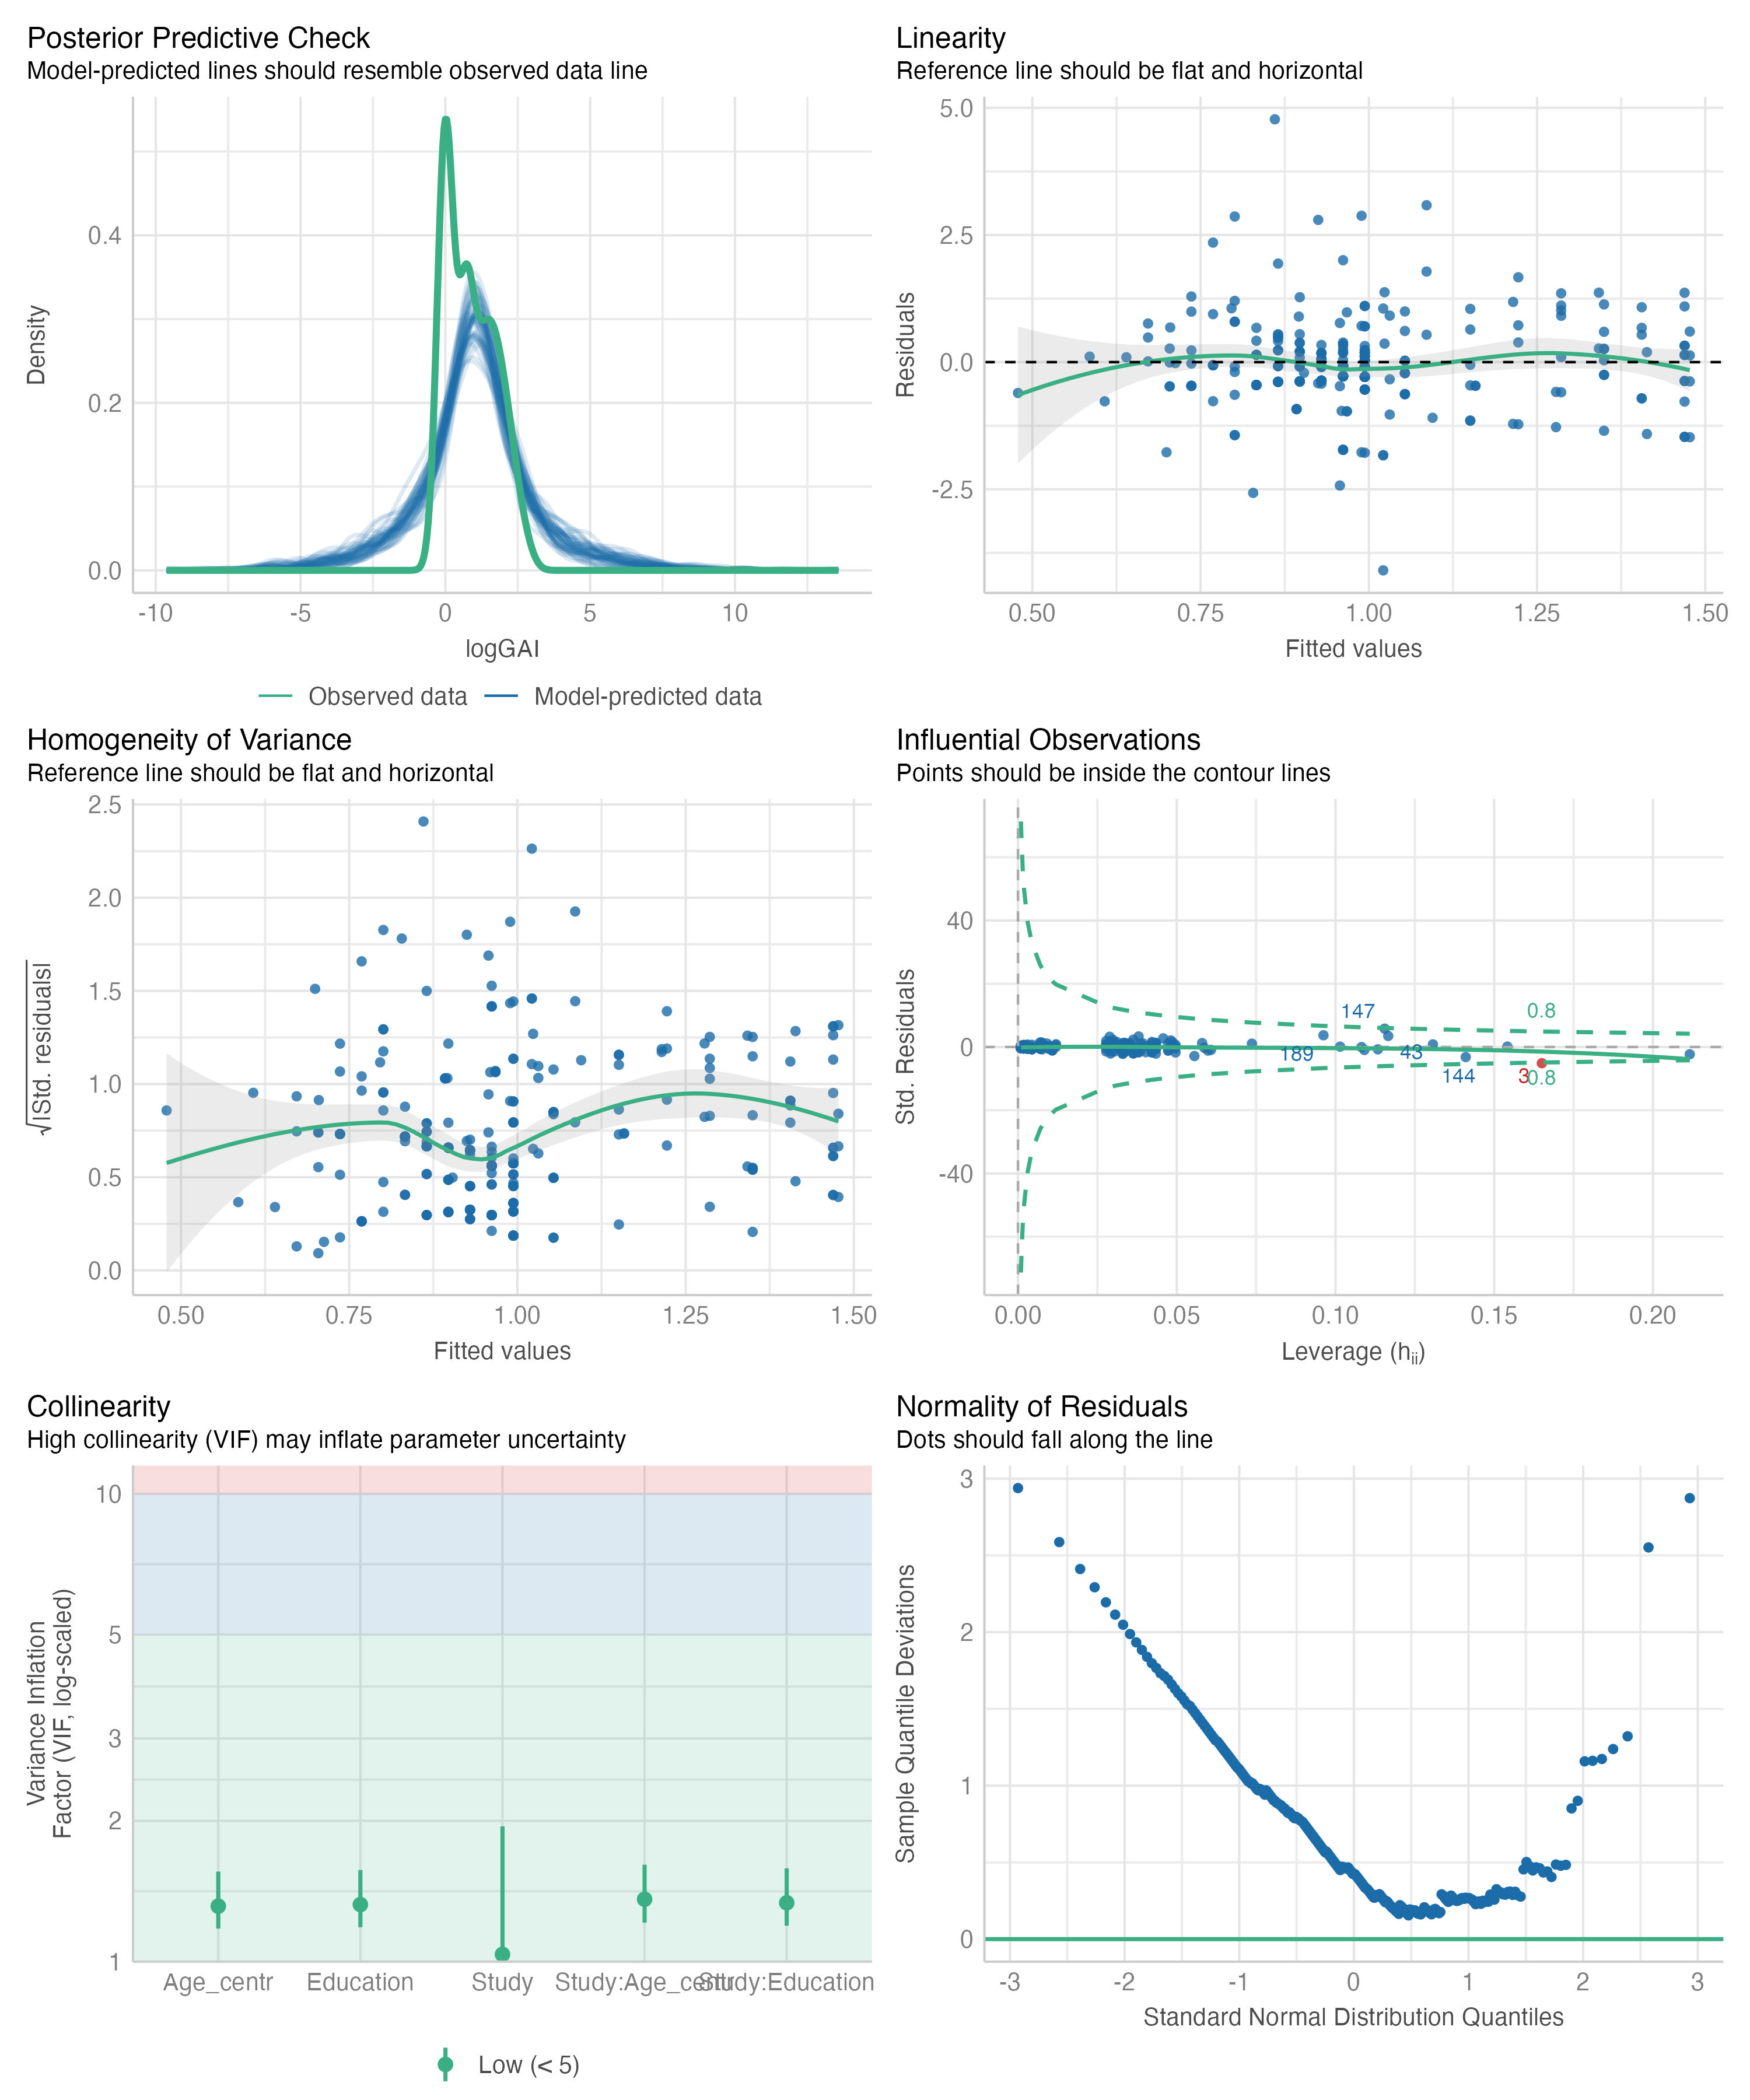 Posterior Predictive Check
Model-predicted lines should resemble observed data line
Density
0.4
0.2
0.0
-10
-5
0
5
10
logGAI
Observed data
Model-predicted data
Linearity
Reference line should be flat and horizontal
Residuals
5.0
2.5
0.0
-2.5
0.50
0.75
1.00
1.25
1.50
Fitted values
Homogeneity of Variance
Reference line should be flat and horizontal
√|Std. residuals|
2.5
2.0
1.5
1.0
0.5
0.0
0.50
0.75
1.00
1.25
1.50
Fitted values
Influential Observations
Points should be inside the contour lines
Std. Residuals
40
0
-40
147
0.8
189
43
144
3
0.8
0.00
0.05
0.10
0.15
0.20
Leverage (hii)
Collinearity
High collinearity (VIF) may inflate parameter uncertainty
Variance Inflation
Factor (VIF, log-scaled)
10
5
3
2
1
Age_centr
Education
Study
Study:Age_centr
Study:Education
Low (< 5)
Normality of Residuals
Dots should fall along the line
Sample Quantile Deviations
3
2
1
0
-3
-2
-1
0
1
2
3
Standard Normal Distribution Quantiles